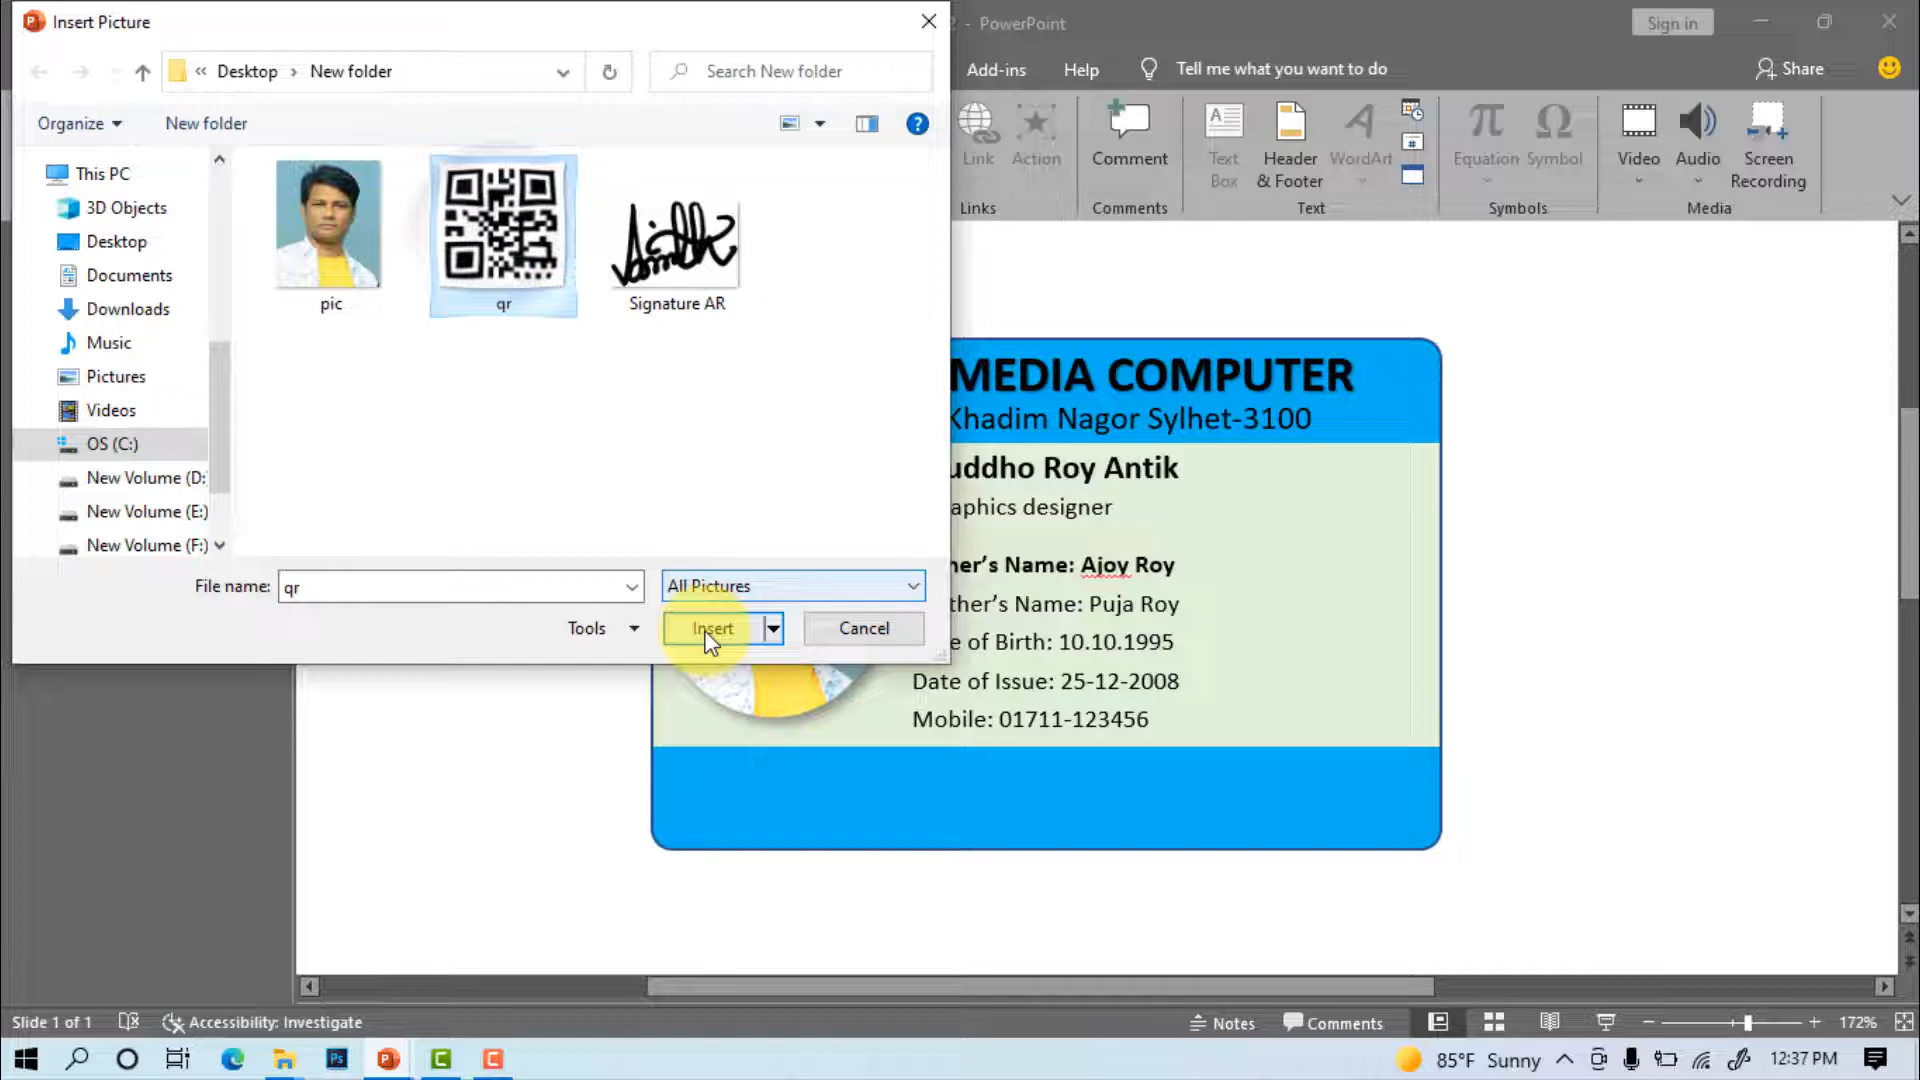 Insert Picture
- PowerPoint
Sign in
« Desktop > New folder
Search New folder
Add-ins
Help
Tell me what you want to do
Share
Organize
New folder
Link
Action
Comment
Text Box
Header & Footer
WordArt
Equation
Symbol
Video
Audio
Screen Recording
Links
Comments
Text
Symbols
Media
This PC
3D Objects
Desktop
Documents
Downloads
Music
Pictures
Videos
OS (C:)
New Volume (D:
New Volume (E:)
New Volume (F:)
pic
qr
Signature AR
File name:
qr
All Pictures
Tools
Insert
Cancel
MEDIA COMPUTER
Khadim Nagor Sylhet-3100
uddho Roy Antik
aphics designer
her's Name: Ajoy Roy
ther's Name: Puja Roy
e of Birth: 10.10.1995
Date of Issue: 25-12-2008
Mobile: 01711-123456
Slide 1 of 1
Accessibility: Investigate
Notes
Comments
172%
85°F Sunny
12:37 PM